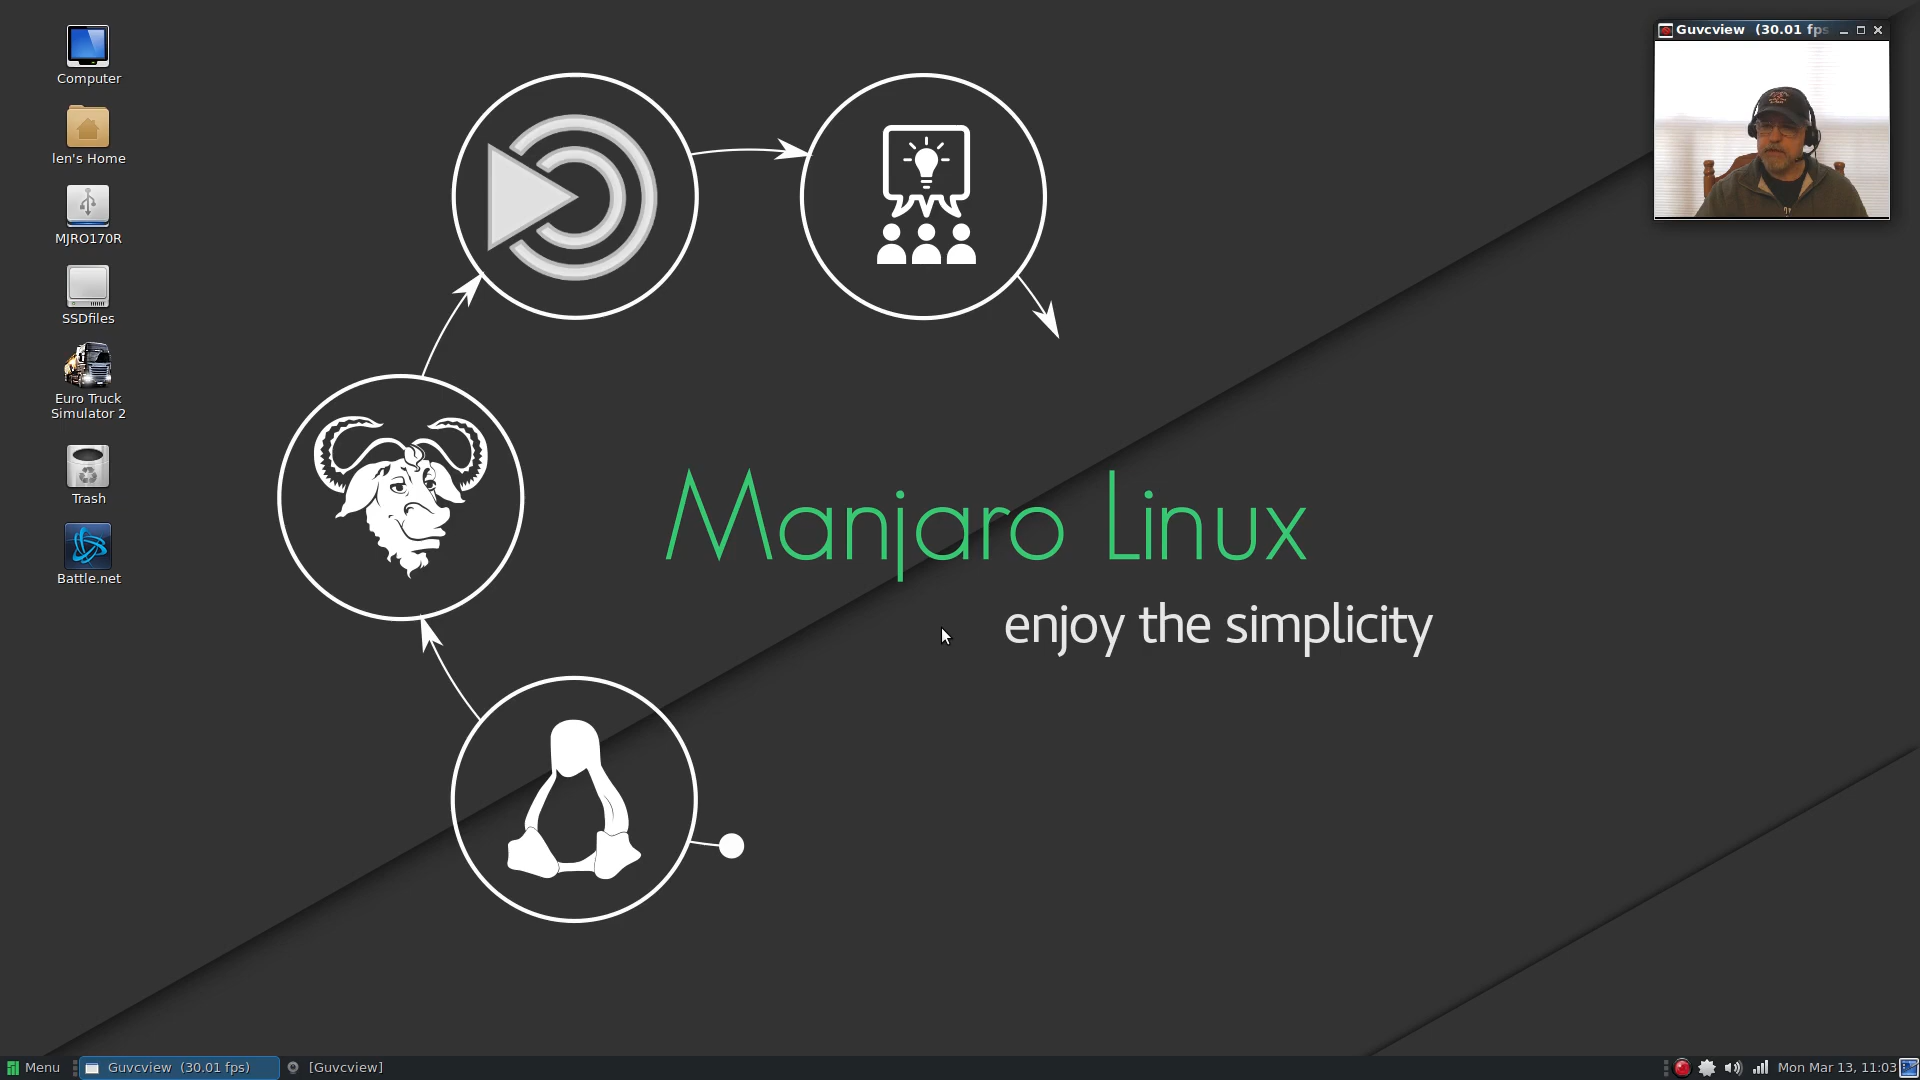 Computer
len's Home
MJRO170R
SSDfiles
Euro Truck
Simulator 2
Trash
Battle.net
Guvcview (30.01 fps
Manjaro Linux
enjoy the simplicity
Menu
Guvcview (30.01 fps)
[Guvcview]
Mon Mar 13, 11:03